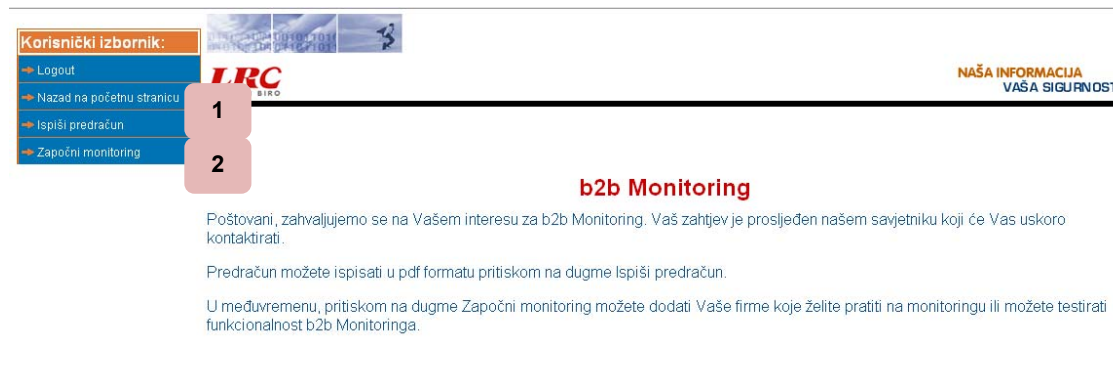 Korisnički izbornik:
Logout
Nazad na početnu stranicu
Ispiši predračun
Započni monitoring
1
2
LRC
BIRO
NAŠA INFORMACIJA
VAŠA SIGURNOST
b2b Monitoring
Poštovani, zahvaljujemo se na Vašem interesu za b2b Monitoring. Vaš zahtjev je prosljeđen našem savjetniku koji će Vas uskoro
kontaktirati.
Predračun možete ispisati u pdf formatu pritiskom na dugme Ispiši predračun.
U međuvremenu, pritiskom na dugme Započni monitoring možete dodati Vaše firme koje želite pratiti na monitoringu ili možete testirati
funkcionalnost b2b Monitoringa.